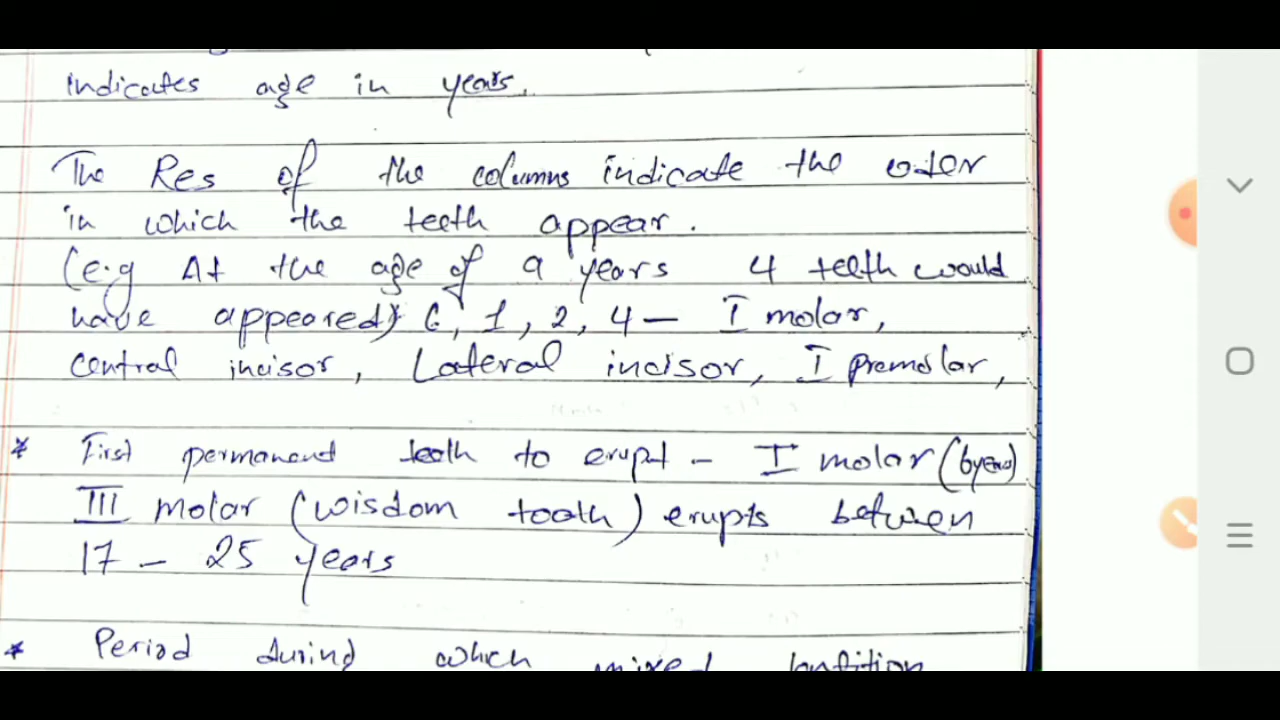 indicates age in years.
The Res of the columns indicate the order
in which the teeth appear.
(e.g At the age of 9 years 4 teeth would
have appeared) 6, 1, 2, 4 - I molar,
central incisor, Lateral incisor, I premolar,
* First permanent teeth to erupt - I molar (6years)
III molar (wisdom tooth) erupts between
17 - 25 years
* Period during which mixed